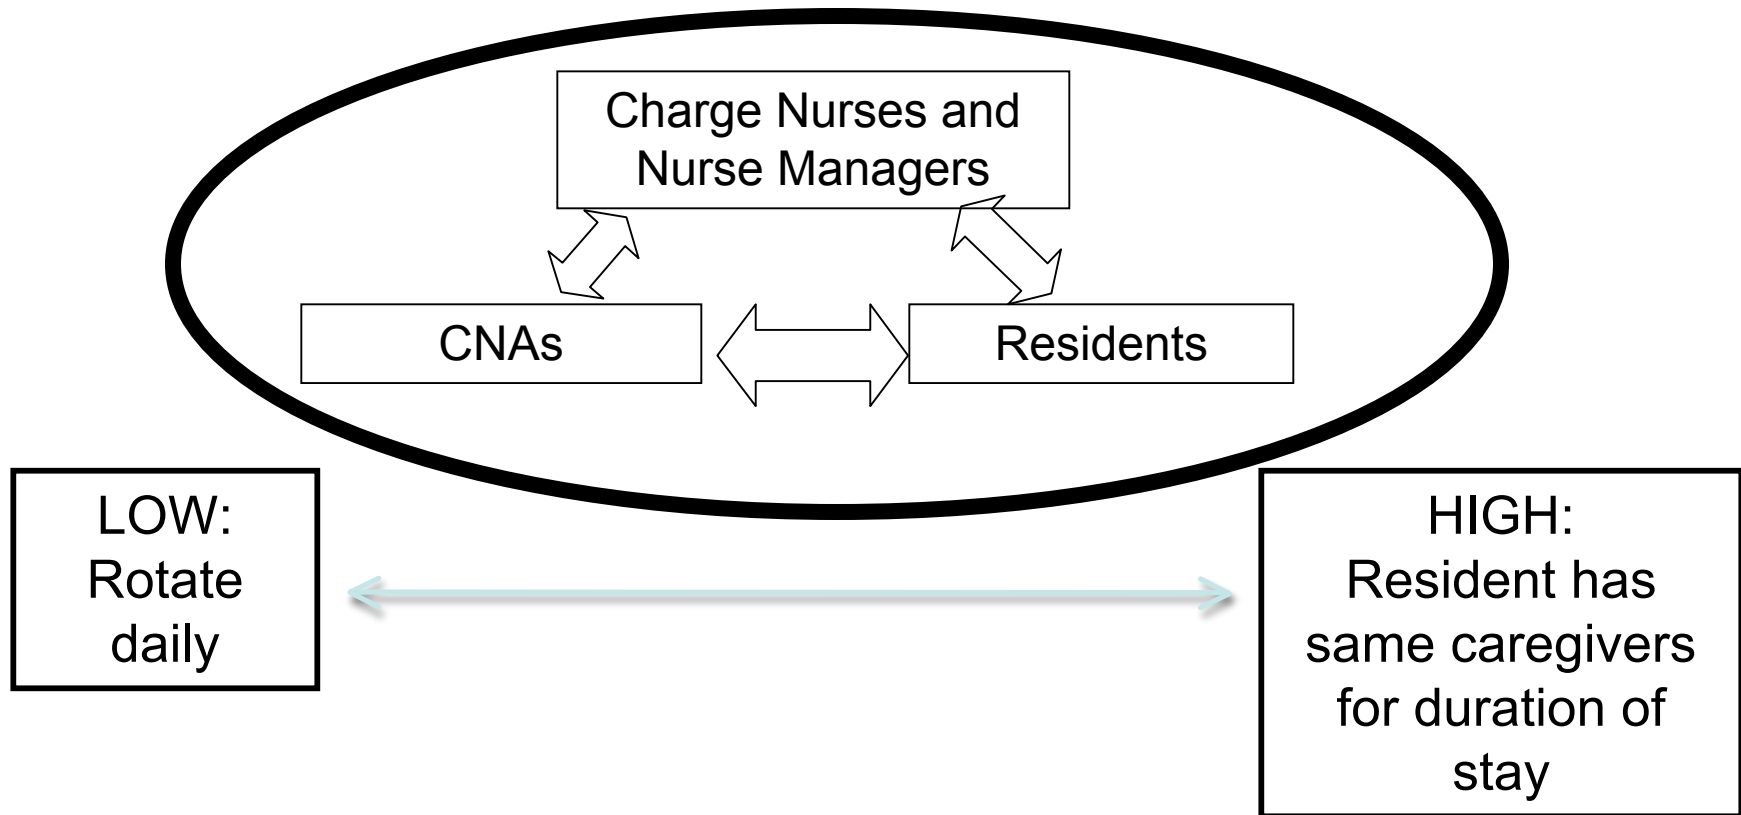 Charge Nurses and
Nurse Managers
CNAs
Residents
LOW:
Rotate
daily
HIGH:
Resident has
same caregivers
for duration of
stay